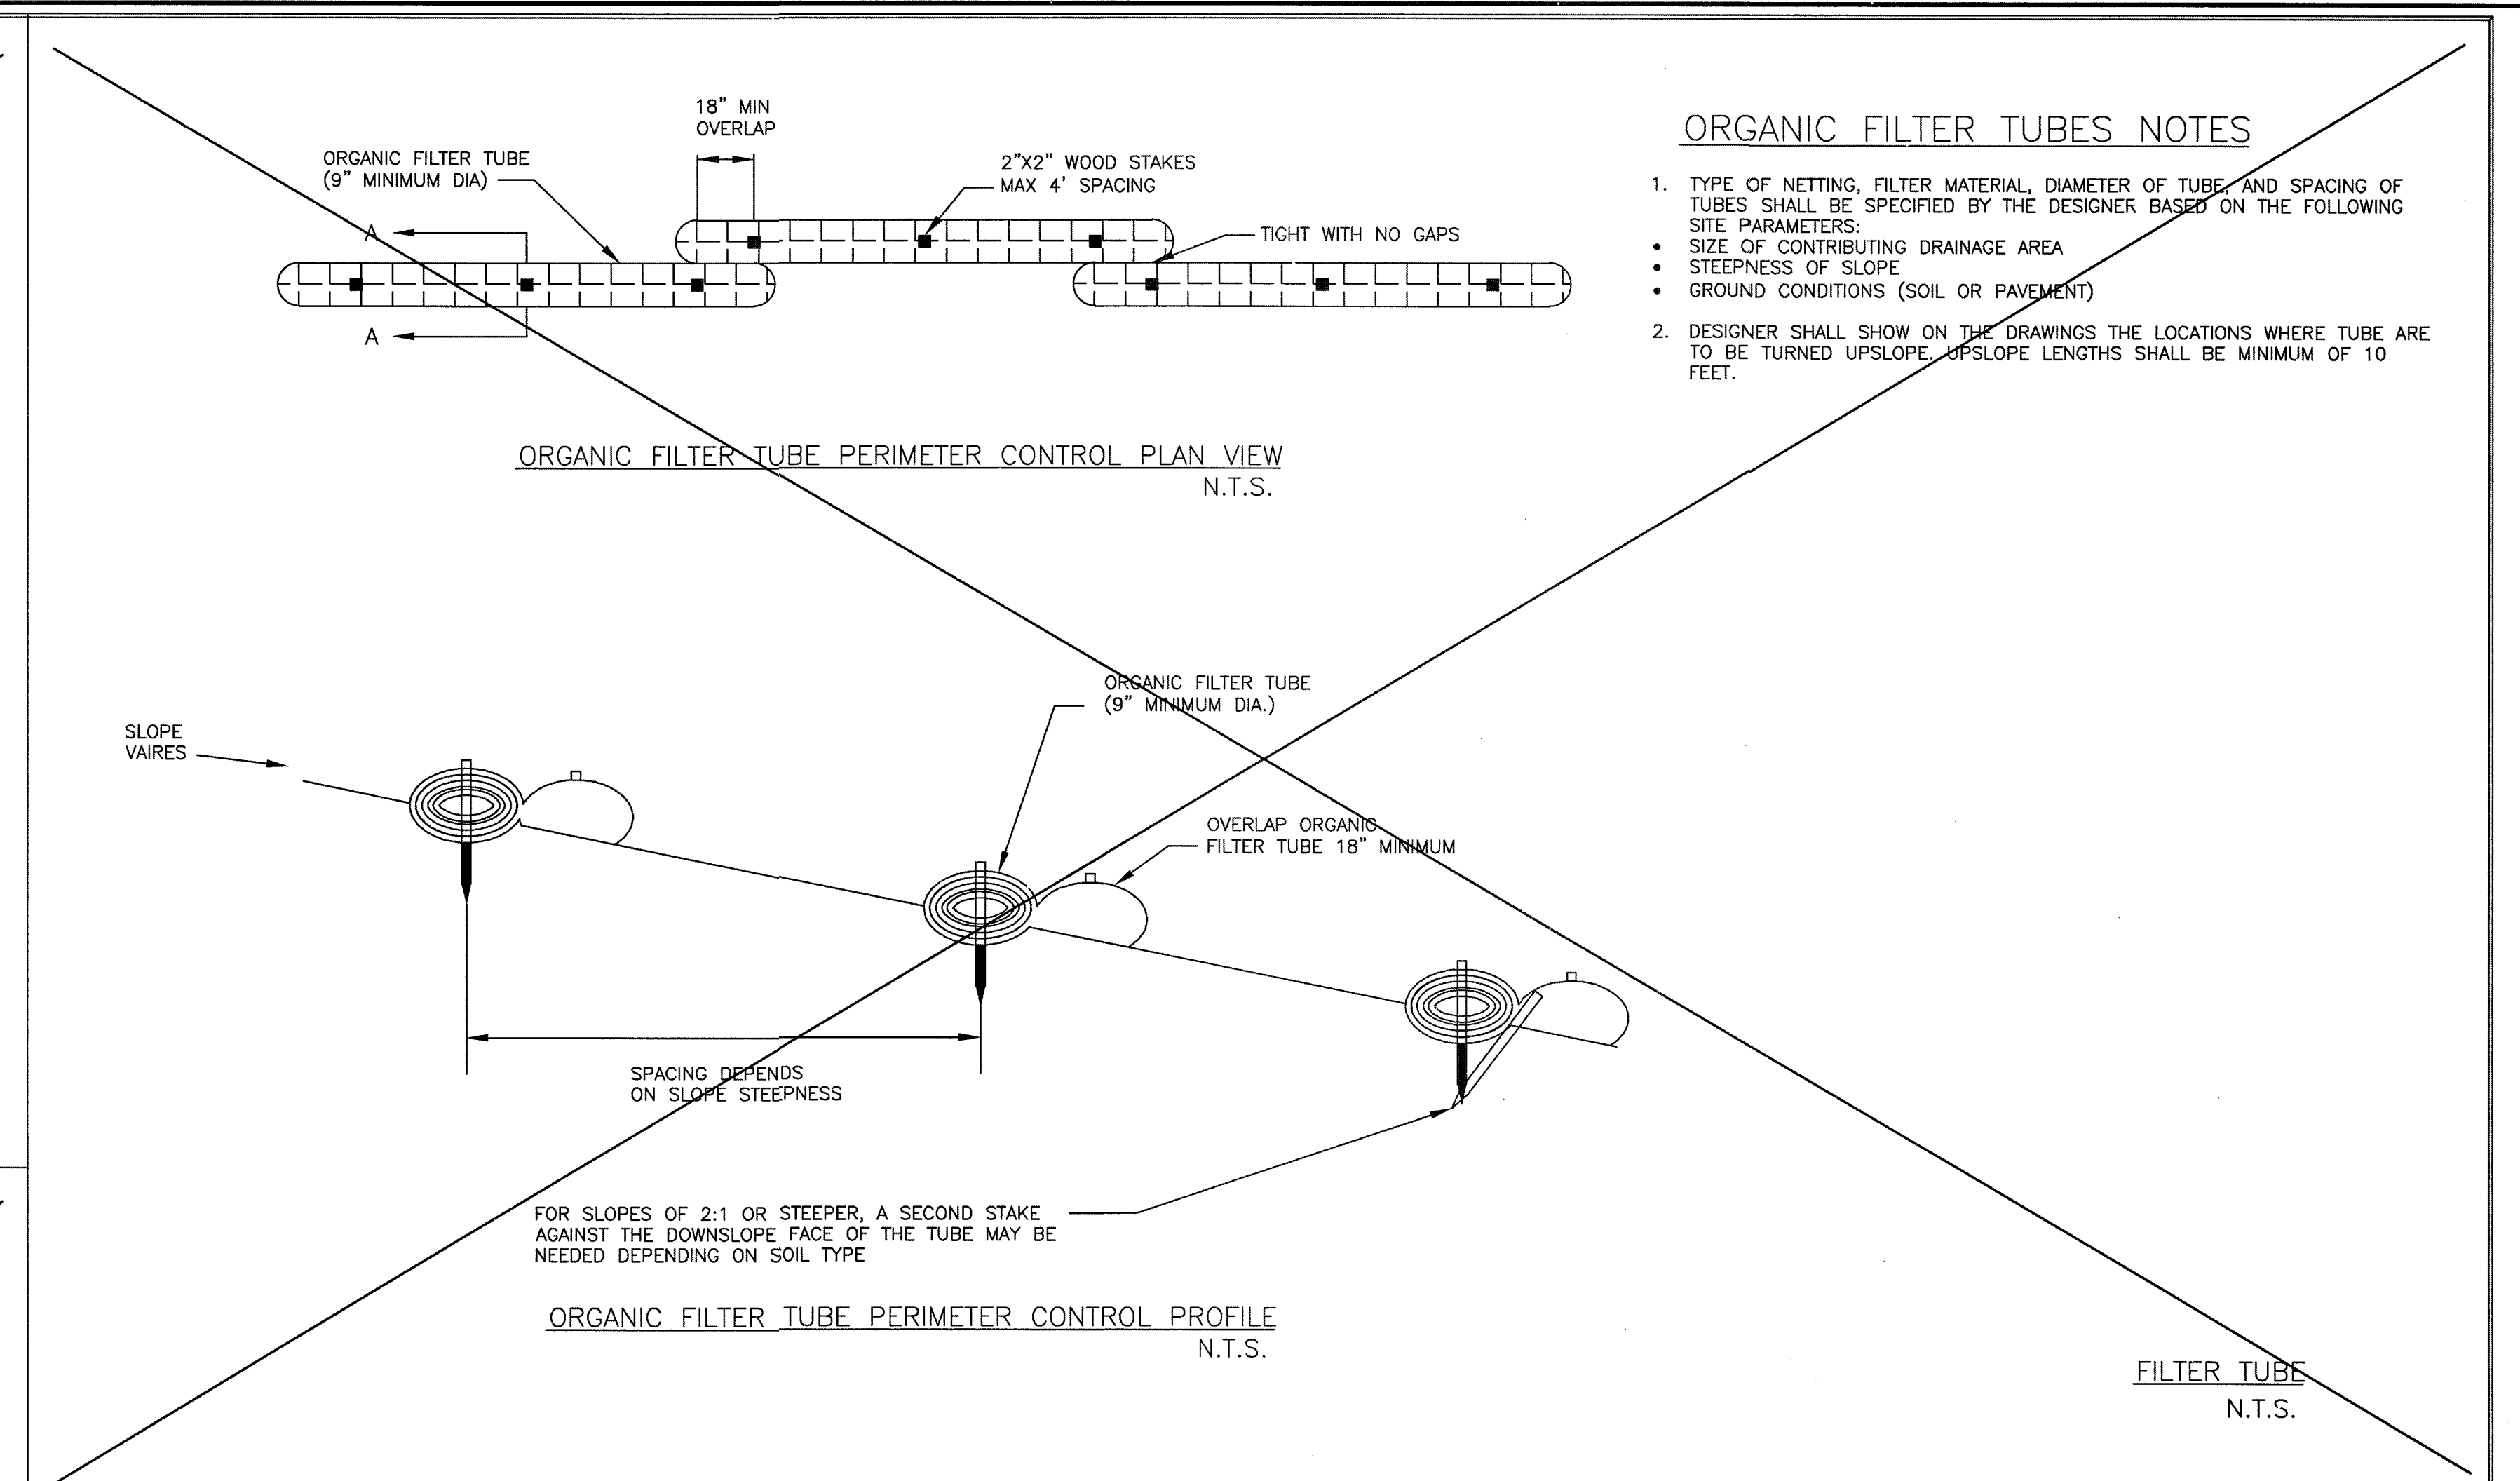 18" MIN
OVERLAP
ORGANIC FILTER TUBE
(9" MINIMUM DIA)
2"X2" WOOD STAKES
MAX 4' SPACING
TIGHT WITH NO GAPS
A
A
ORGANIC FILTER TUBE PERIMETER CONTROL PLAN VIEW
N.T.S.
ORGANIC FILTER TUBES NOTES
1. TYPE OF NETTING, FILTER MATERIAL, DIAMETER OF TUBE, AND SPACING OF
TUBES SHALL BE SPECIFIED BY THE DESIGNER BASED ON THE FOLLOWING
SITE PARAMETERS:
• SIZE OF CONTRIBUTING DRAINAGE AREA
• STEEPNESS OF SLOPE
• GROUND CONDITIONS (SOIL OR PAVEMENT)
2. DESIGNER SHALL SHOW ON THE DRAWINGS THE LOCATIONS WHERE TUBE ARE
TO BE TURNED UPSLOPE. UPSLOPE LENGTHS SHALL BE MINIMUM OF 10
FEET.
ORGANIC FILTER TUBE
(9" MINIMUM DIA.)
SLOPE
VAIRES
OVERLAP ORGANIC
FILTER TUBE 18" MINIMUM
SPACING DEPENDS
ON SLOPE STEEPNESS
FOR SLOPES OF 2:1 OR STEEPER, A SECOND STAKE
AGAINST THE DOWNSLOPE FACE OF THE TUBE MAY BE
NEEDED DEPENDING ON SOIL TYPE
ORGANIC FILTER TUBE PERIMETER CONTROL PROFILE
N.T.S.
FILTER TUBE
N.T.S.